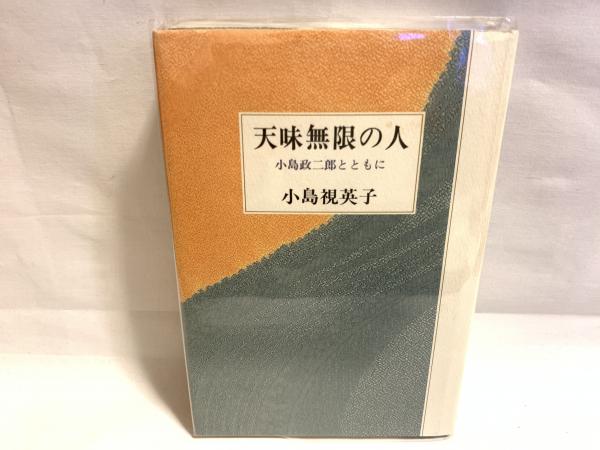 天味無限の人
小島政二郎とともに
小島視英子